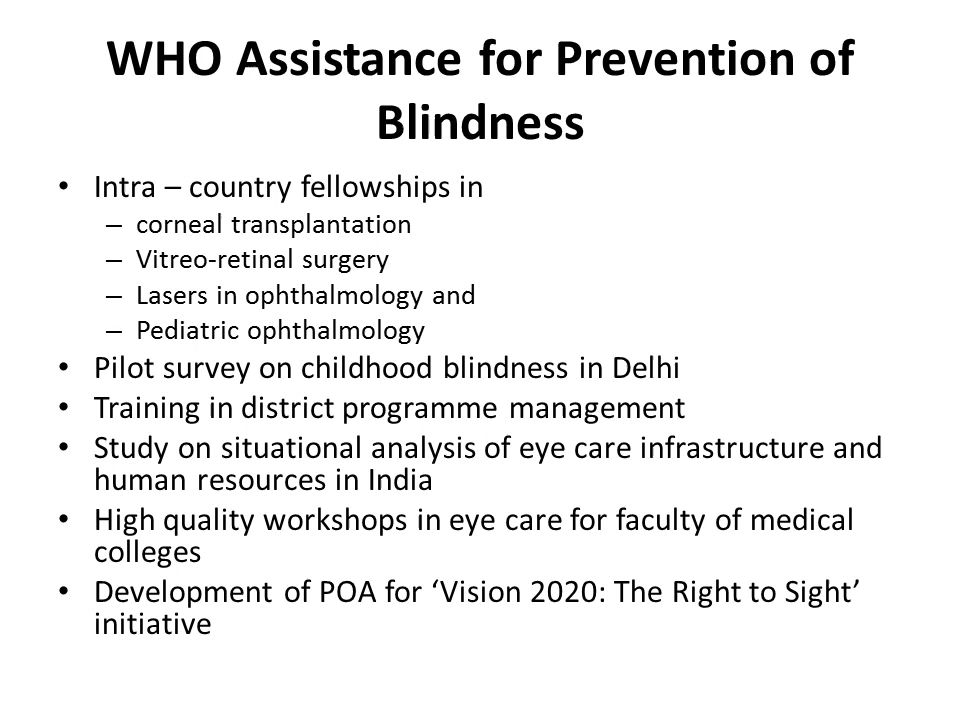 WHO Assistance for Prevention of
Blindness
• Intra – country fellowships in
– corneal transplantation
– Vitreo-retinal surgery
– Lasers in ophthalmology and
– Pediatric ophthalmology
• Pilot survey on childhood blindness in Delhi
• Training in district programme management
• Study on situational analysis of eye care infrastructure and
human resources in India
• High quality workshops in eye care for faculty of medical
colleges
• Development of POA for ‘Vision 2020: The Right to Sight’
initiative